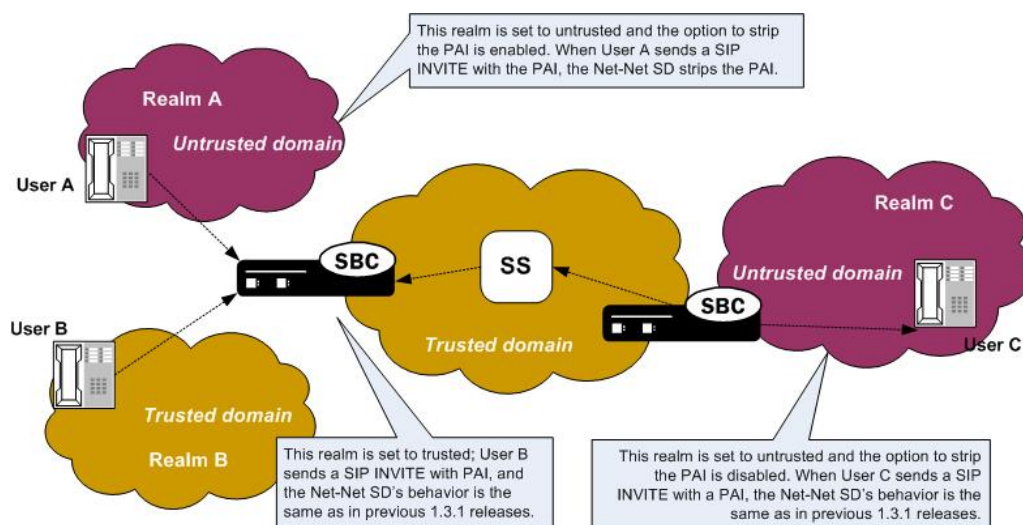 This realm is set to untrusted and the option to strip
the PAI is enabled. When User A sends a SIP
INVITE with the PAI, the Net-Net SD strips the PAI.
Realm A
Untrusted domain
User A
SBC
SS
Realm C
Untrusted domain
SBC
User C
User B
Trusted domain
Trusted domain
Realm B
This realm is set to trusted; User B
sends a SIP INVITE with PAI, and
the Net-Net SD's behavior is the
same as in previous 1.3.1 releases.
This realm is set to untrusted and the option to strip
the PAI is disabled. When User C sends a SIP
INVITE with a PAI, the Net-Net SD's behavior is the
same as in previous 1.3.1 releases.